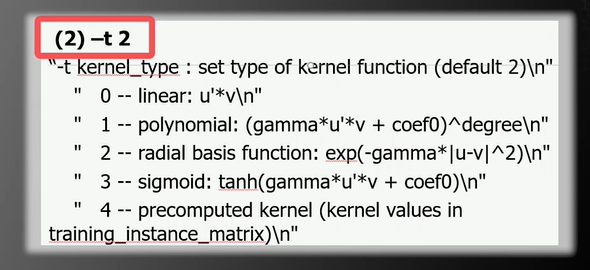 (2) –t 2
“-t kernel_type : set type of kernel function (default 2)\n"
" 0 -- linear: u'*v\n"
" 1 -- polynomial: (gamma*u'*v + coef0)^degree\n"
" 2 -- radial basis function: exp(-gamma*|u-v|^2)\n"
" 3 -- sigmoid: tanh(gamma*u'*v + coef0)\n"
" 4 -- precomputed kernel (kernel values in
training_instance_matrix)\n"